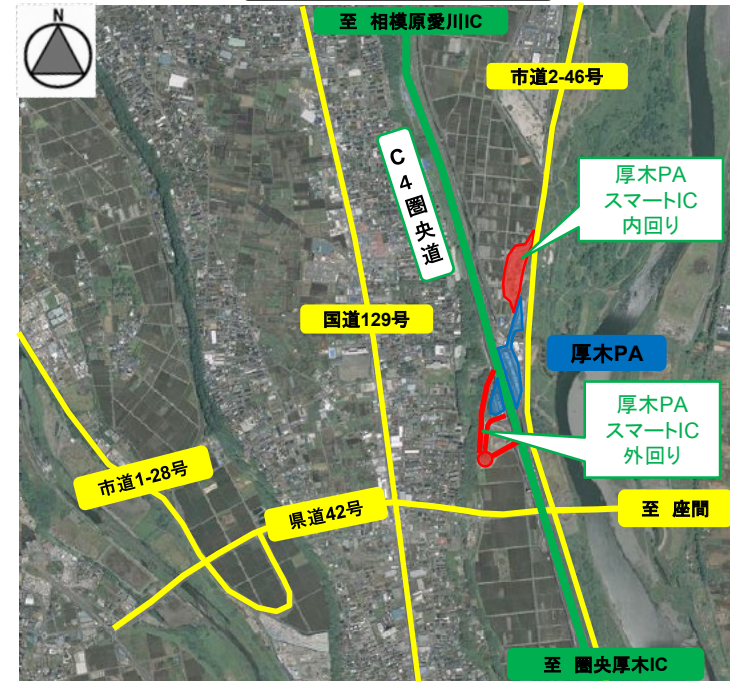 N
至 相模原愛川IC
市道2-46号
C4圏央道
厚木PA
スマートIC
内回り
国道129号
厚木PA
厚木PA
スマートIC
外回り
市道1-28号
県道42号
至 座間
至 圏央厚木IC